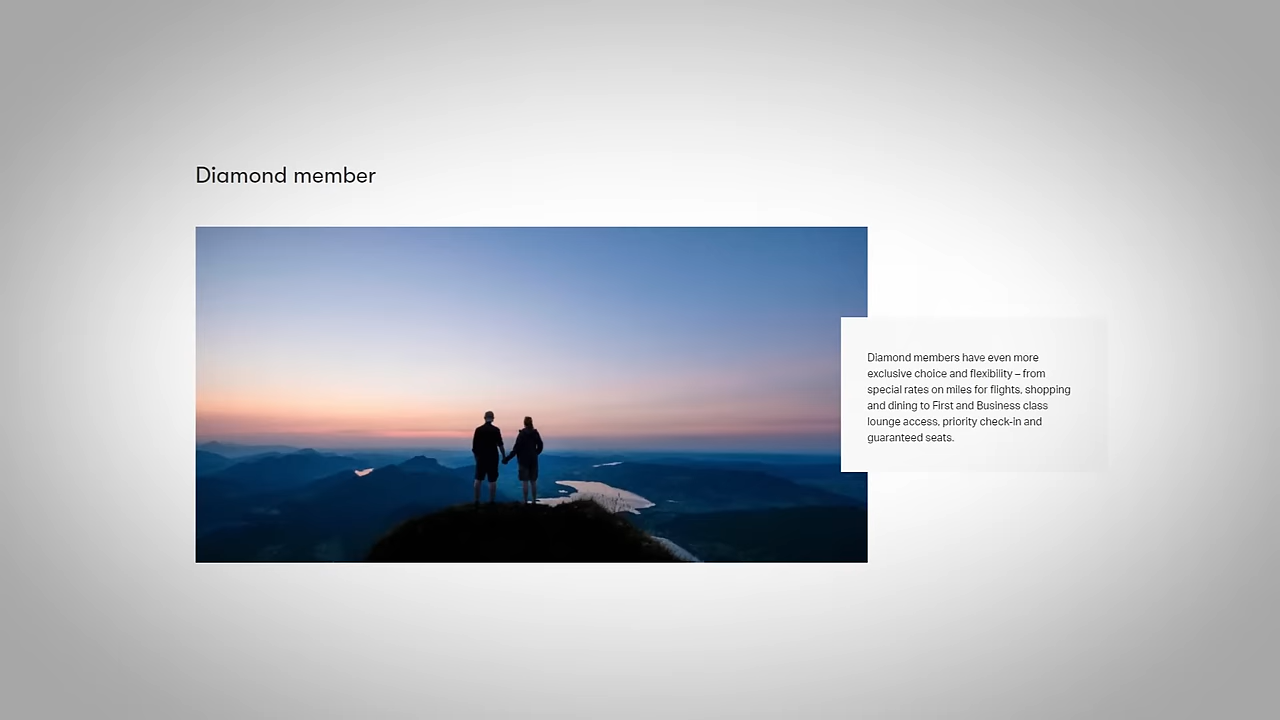 Diamond member
Diamond members have even more
exclusive choice and flexibility – from
special rates on miles for flights, shopping
and dining to First and Business class
lounge access, priority check-in and
guaranteed seats.